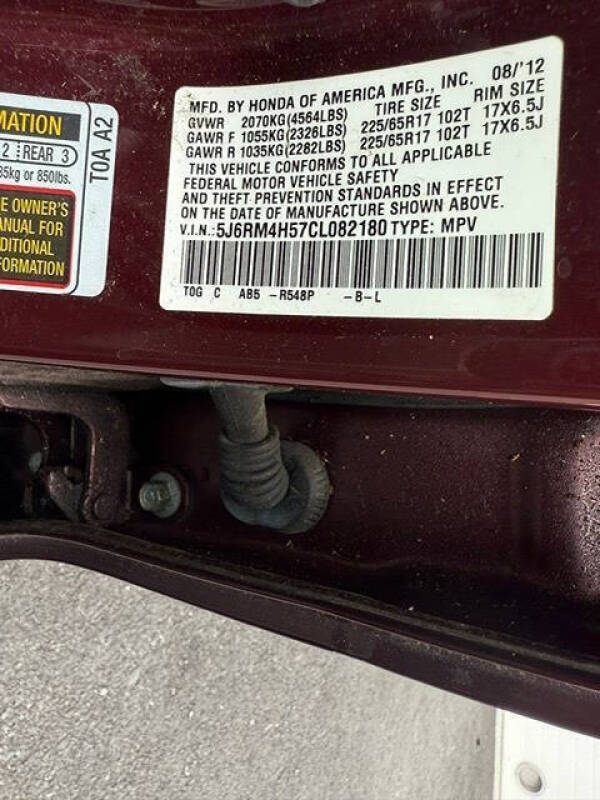 MATION
2 REAR 3
85kg or 850lbs.
E OWNER'S
ANUAL FOR
DITIONAL
FORMATION
T0A A2
MFD. BY HONDA OF AMERICA MFG., INC. 08/'12
GVWR 2070KG(4564LBS) TIRE SIZE RIM SIZE
GAWR F 1055KG(2326LBS) 225/65R17 102T 17X6.5J
GAWR R 1035KG(2282LBS) 225/65R17 102T 17X6.5J
THIS VEHICLE CONFORMS TO ALL APPLICABLE
FEDERAL MOTOR VEHICLE SAFETY
AND THEFT PREVENTION STANDARDS IN EFFECT
ON THE DATE OF MANUFACTURE SHOWN ABOVE.
V.I.N.:5J6RM4H57CL082180 TYPE: MPV
T0G C AB5 -R548P -B-L